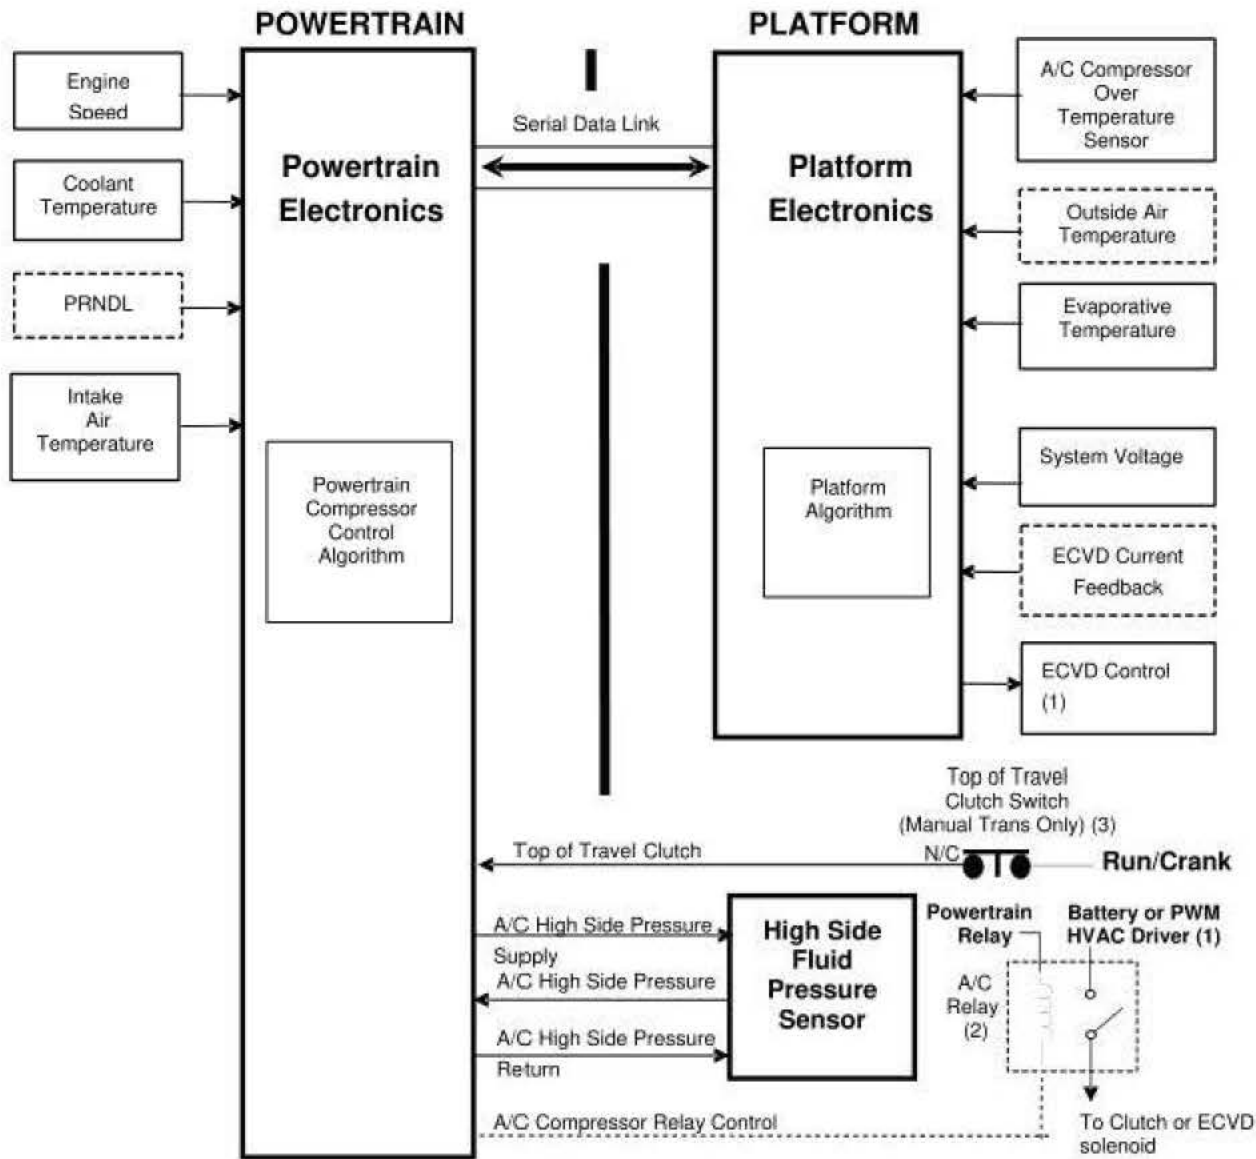 POWERTRAIN
PLATFORM
Engine
Speed
Coolant
Temperature
PRNDL
Intake
Air
Temperature
Powertrain
Electronics
Powertrain
Compressor
Control
Algorithm
Serial Data Link
Platform
Electronics
Platform
Algorithm
A/C Compressor
Over
Temperature
Sensor
Outside Air
Temperature
Evaporative
Temperature
System Voltage
ECVD Current
Feedback
ECVD Control
(1)
Top of Travel
Clutch Switch
(Manual Trans Only) (3)
Top of Travel Clutch
N/C
Run/Crank
A/C High Side Pressure
Supply
A/C High Side Pressure
A/C High Side Pressure
Return
High Side
Fluid
Pressure
Sensor
Powertrain
Relay
Battery or PWM
HVAC Driver (1)
A/C
Relay
(2)
A/C Compressor Relay Control
To Clutch or ECVD
solenoid